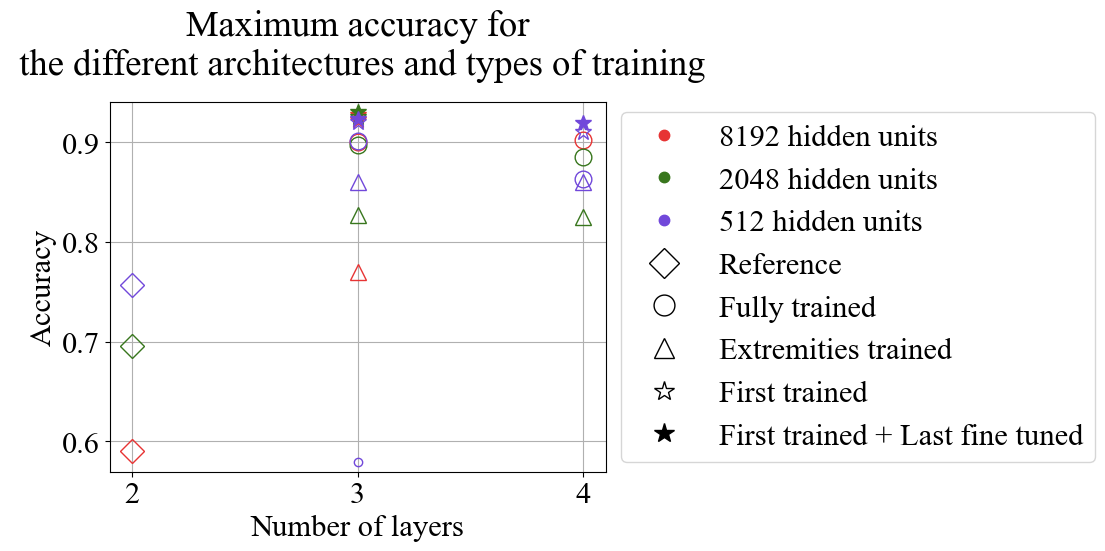 Maximum accuracy for
the different architectures and types of training
Accuracy
0.9
0.8
0.7
0.6
2
3
4
Number of layers
8192 hidden units
2048 hidden units
512 hidden units
Reference
Fully trained
Extremities trained
First trained
First trained + Last fine tuned